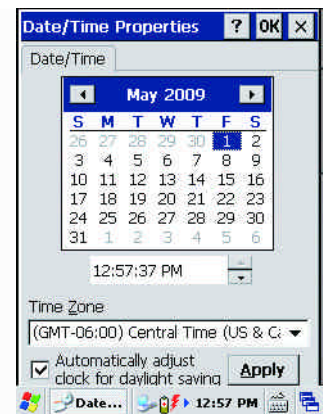 Date/Time Properties ? OK ×
Date/Time
May 2009
S M T W T F S
26 27 28 29 30 1 2
3 4 5 6 7 8 9
10 11 12 13 14 15 16
17 18 19 20 21 22 23
24 25 26 27 28 29 30
31 1 2 3 4 5 6
12:57:37 PM
Time Zone
(GMT-06:00) Central Time (US & Ca
Automatically adjust
clock for daylight saving
Apply
Date... 12:57 PM